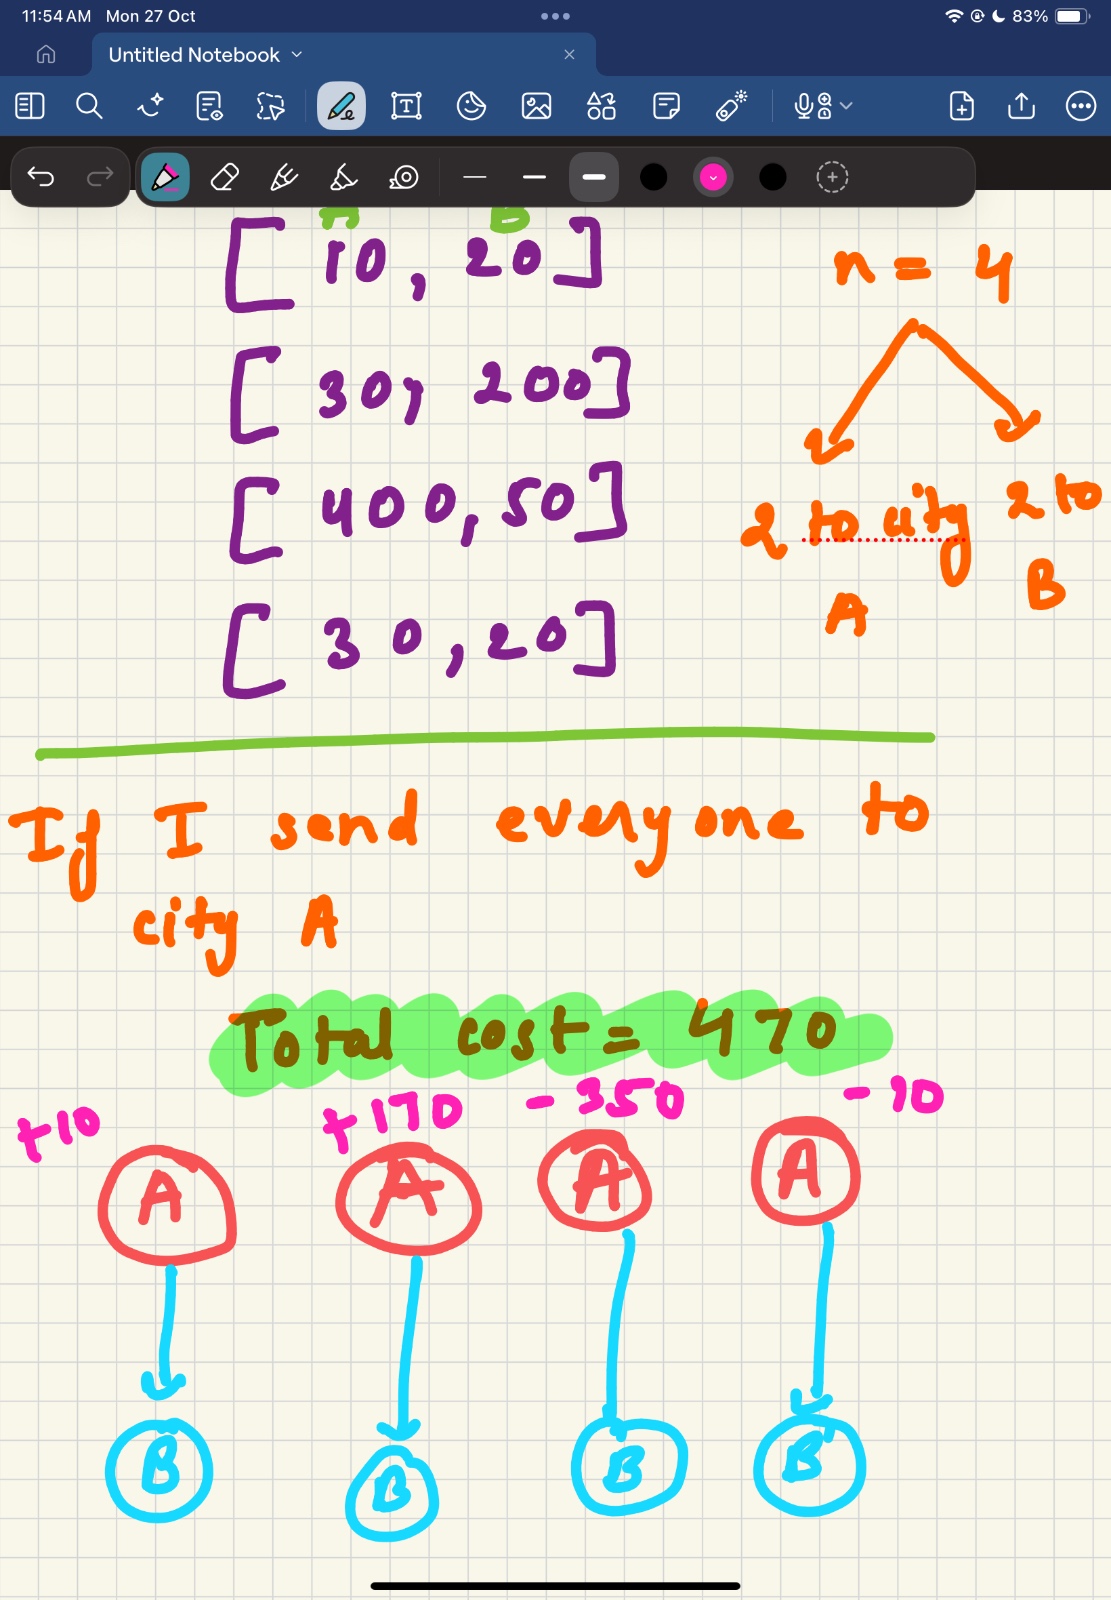 11:54 AM Mon 27 Oct
83%
Untitled Notebook
A B
[10, 20]
n = 4
[30, 200]
[400, 50]
2 to city A
2 to B
[30, 20]
If I send everyone to
city A
Total cost = 470
+10 +170 -350 -10
A A A A
B B B B